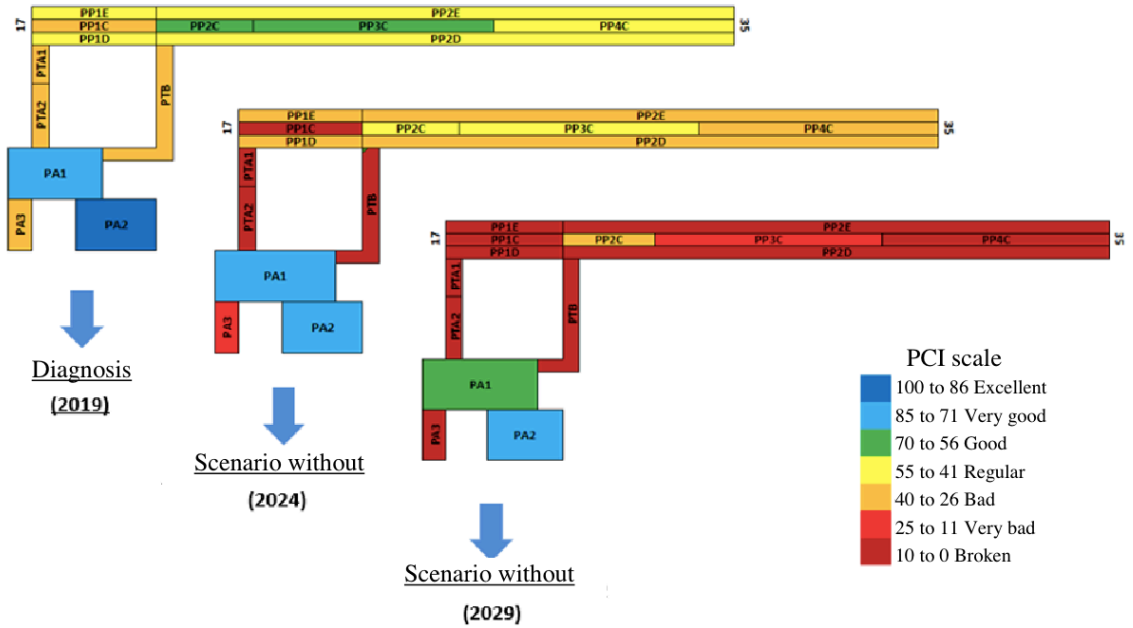 17
PP1E PP2E
PP1C PP2C PP3C PP4C
PP1D PP2D
35
PTA1
PTA2
PTB
PA1
PA3
PA2
Diagnosis
(2019)
17
PP1E PP2E
PP1C PP2C PP3C PP4C
PP1D PP2D
35
PTA1
PTA2
PTB
PA1
PA3
PA2
Scenario without
(2024)
17
PP1E PP2E
PP1C PP2C PP3C PP4C
PP1D PP2D
35
PTA1
PTA2
PTB
PA1
PA3
PA2
Scenario without
(2029)
PCI scale
100 to 86 Excellent
85 to 71 Very good
70 to 56 Good
55 to 41 Regular
40 to 26 Bad
25 to 11 Very bad
10 to 0 Broken